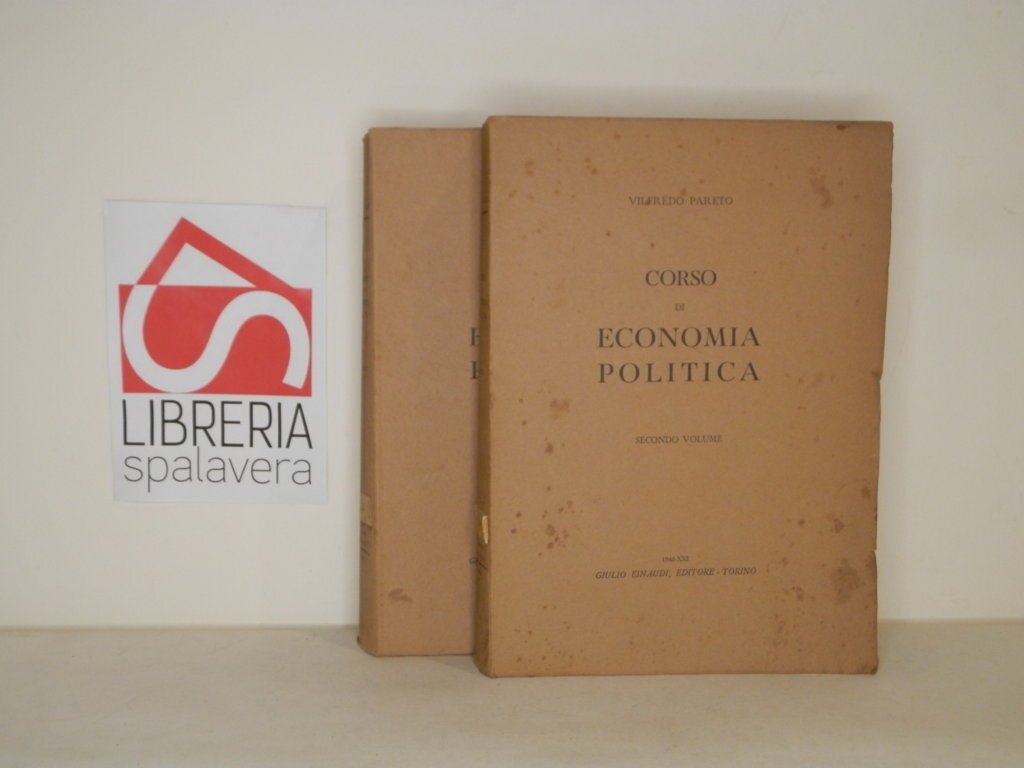 LIBRERIA
spalavera
VILFREDO PARETO
CORSO
DI
ECONOMIA
POLITICA
SECONDO VOLUME
GIULIO EINAUDI, EDITORE - TORINO